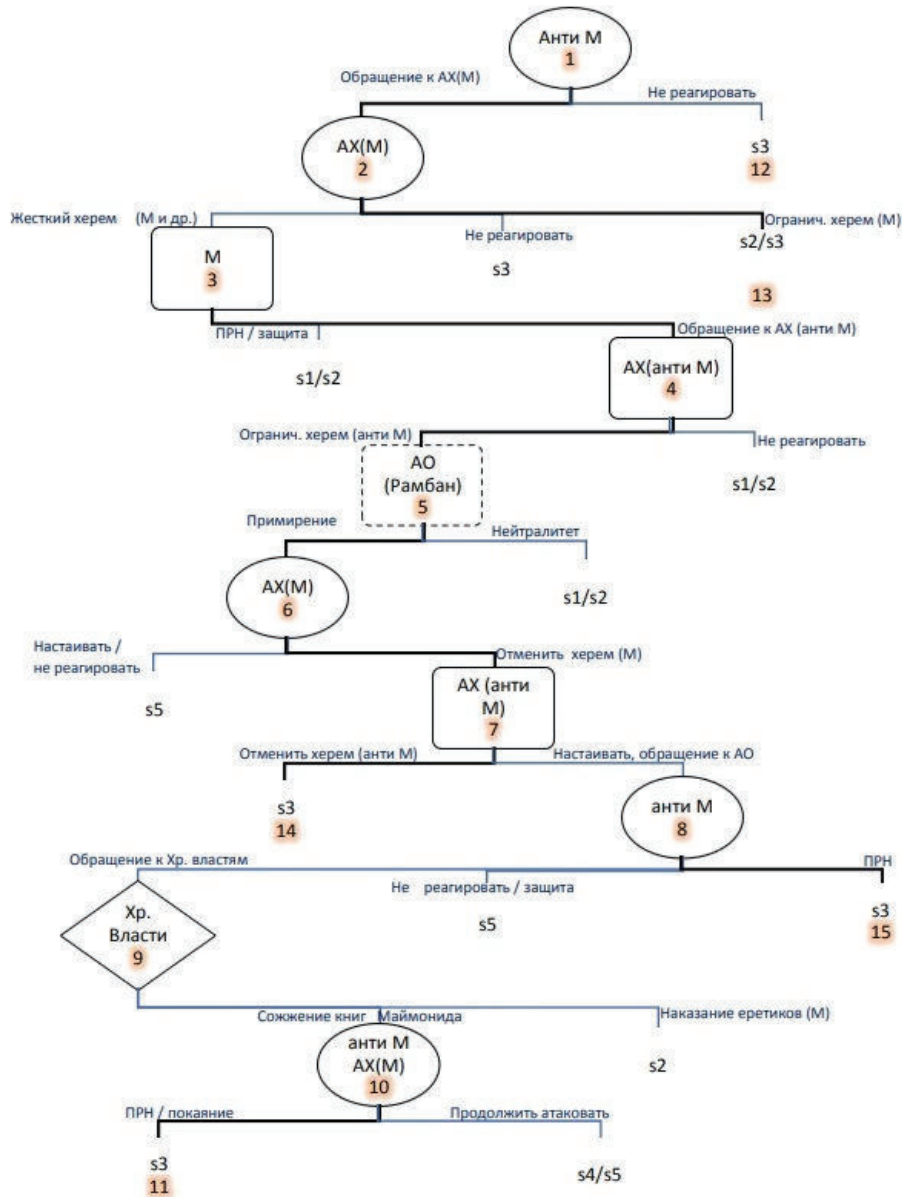 Анти М
1
Обращение к АХ(М)
Не реагировать
АХ(М)
2
s3
12
Жесткий херем (М и др.)
Не реагировать
Огранич. херем (М)
М
3
s3
s2/s3
13
ПРН / защита
Обращение к АХ (анти М)
s1/s2
АХ(анти М)
4
Огранич. херем (анти М)
Не реагировать
АО
(Рамбан)
5
s1/s2
Примирение
Нейтралитет
АХ(М)
6
s1/s2
Настаивать /
не реагировать
Отменить херем (М)
s5
АХ (анти
М)
7
Отменить херем (анти М)
Настаивать, обращение к АО
s3
14
анти М
8
Обращение к Хр. властям
Не реагировать / защита
ПРН
Хр.
Власти
9
s5
s3
15
Сожжение книг Маймонида
Наказание еретиков (М)
анти М
АХ(М)
10
s2
ПРН / покаяние
Продолжить атаковать
s3
11
s4/s5